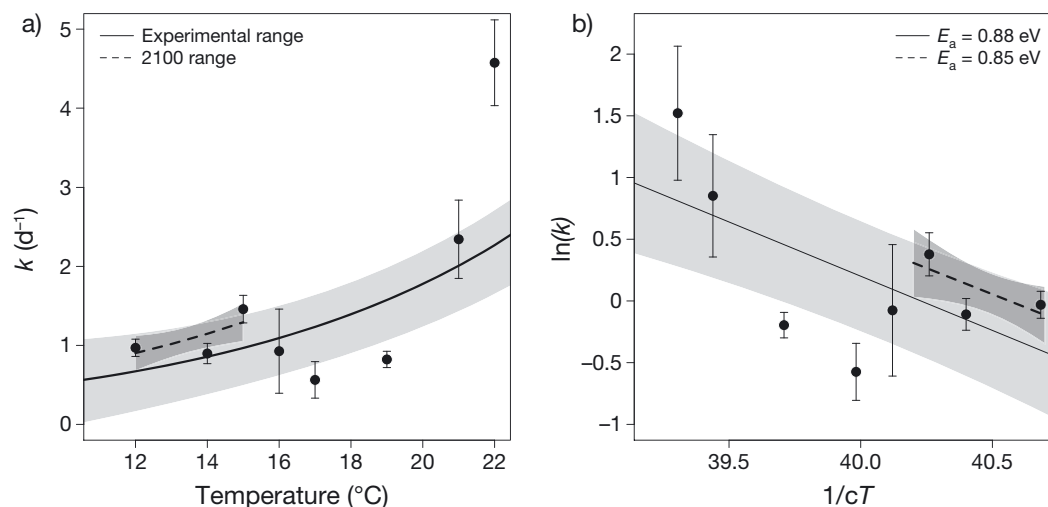 a)
5
4
3
2
1
0
k (d⁻¹)
Experimental range
2100 range
12
14
16
18
20
22
Temperature (°C)
b)
2
1.5
1
0.5
0
−0.5
−1
ln(k)
Eₐ = 0.88 eV
Eₐ = 0.85 eV
39.5
40.0
40.5
1/cT